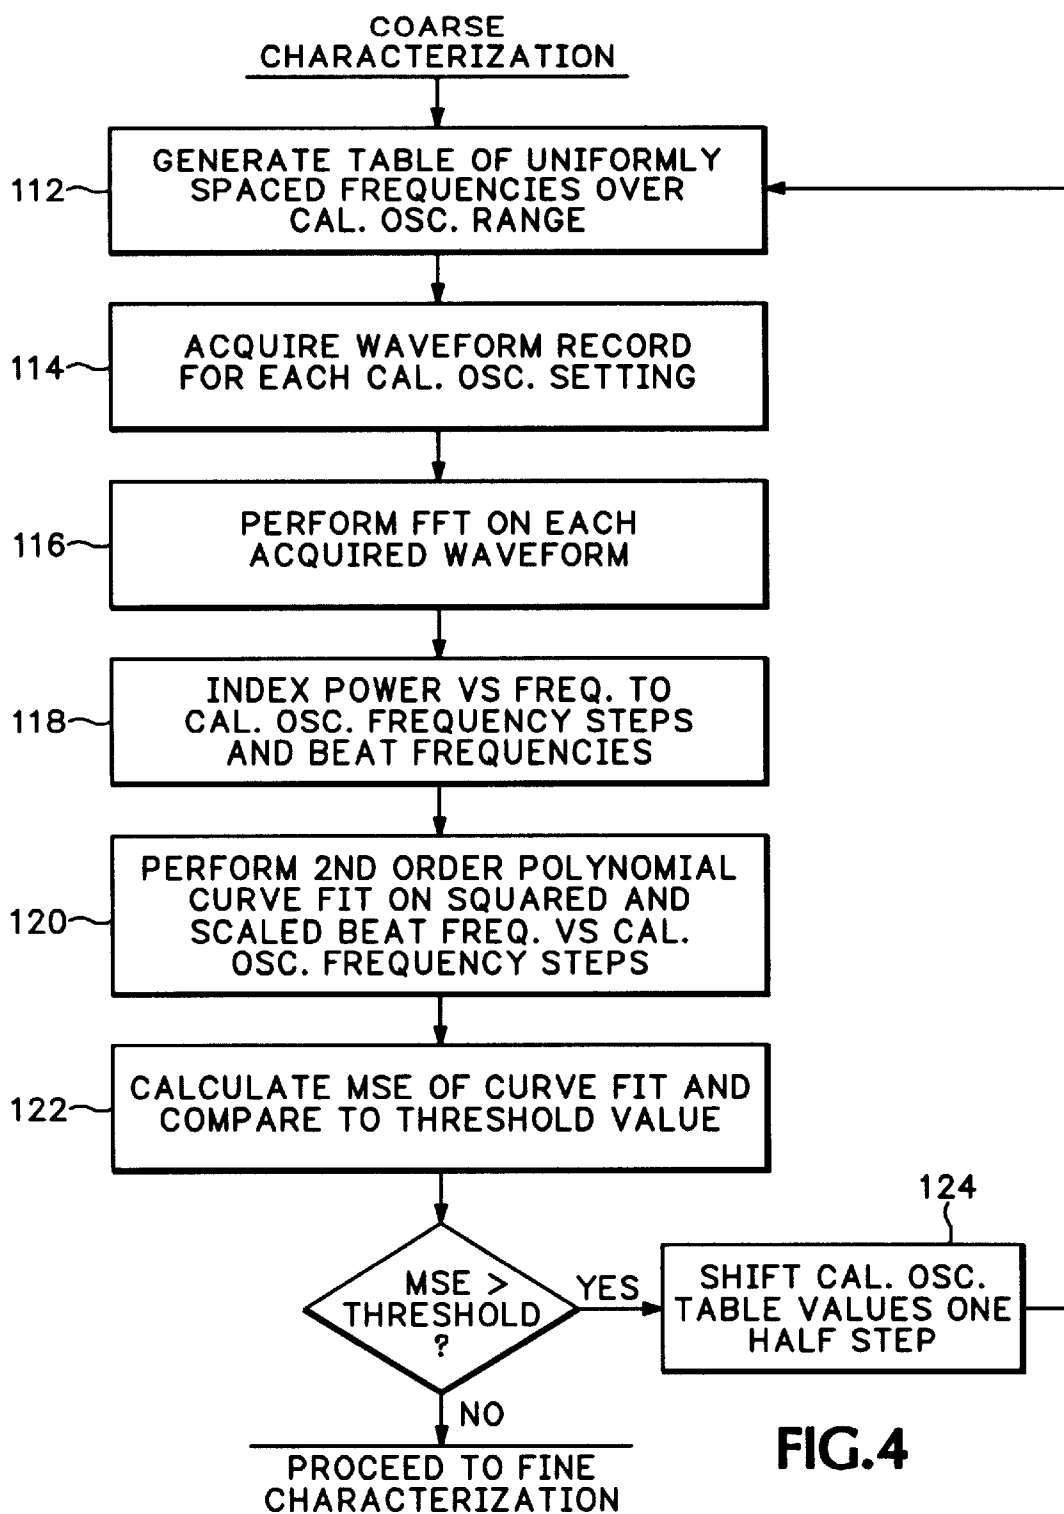 COARSE
CHARACTERIZATION
112
GENERATE TABLE OF UNIFORMLY
SPACED FREQUENCIES OVER
CAL. OSC. RANGE
114
ACQUIRE WAVEFORM RECORD
FOR EACH CAL. OSC. SETTING
116
PERFORM FFT ON EACH
ACQUIRED WAVEFORM
118
INDEX POWER VS FREQ. TO
CAL. OSC. FREQUENCY STEPS
AND BEAT FREQUENCIES
120
PERFORM 2ND ORDER POLYNOMIAL
CURVE FIT ON SQUARED AND
SCALED BEAT FREQ. VS CAL.
OSC. FREQUENCY STEPS
122
CALCULATE MSE OF CURVE FIT AND
COMPARE TO THRESHOLD VALUE
MSE >
THRESHOLD
?
YES
124
SHIFT CAL. OSC.
TABLE VALUES ONE
HALF STEP
NO
PROCEED TO FINE
CHARACTERIZATION
FIG.4